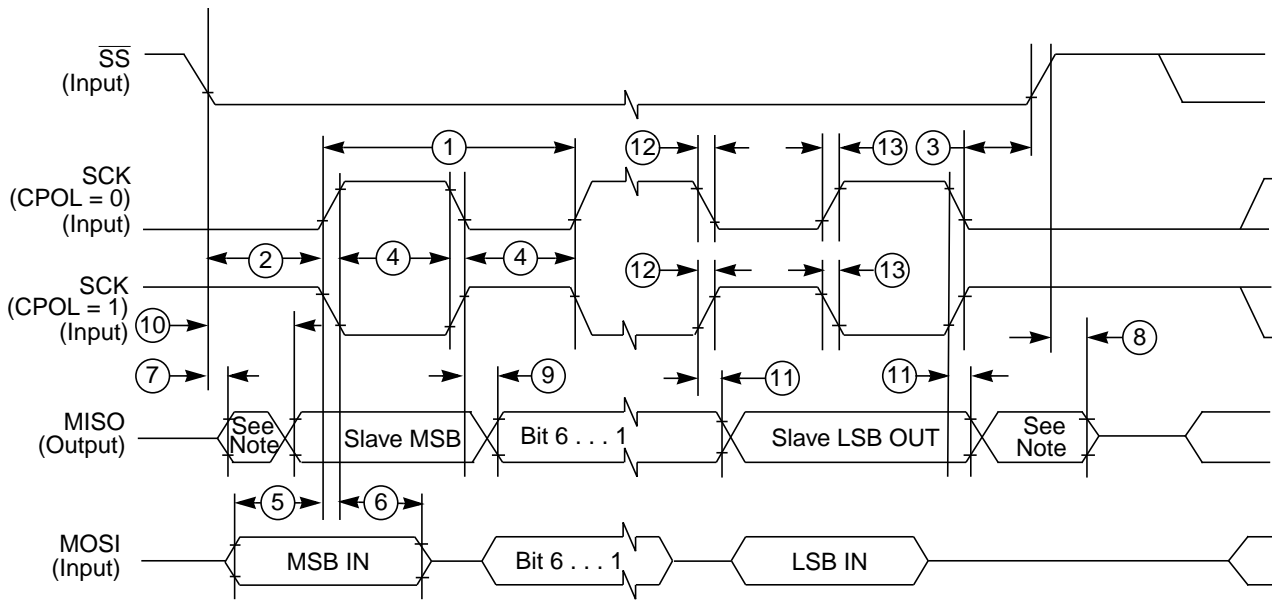 SS
(Input)
1
12
13
3
SCK
(CPOL = 0)
(Input)
2
4
4
12
13
SCK
(CPOL = 1)
(Input)
10
8
7
9
11
11
MISO
(Output)
See
Note
Slave MSB
Bit 6 . . . 1
Slave LSB OUT
See
Note
5
6
MOSI
(Input)
MSB IN
Bit 6 . . . 1
LSB IN